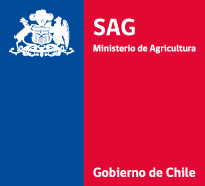 SAG
Ministerio de Agricultura
Gobierno de Chile